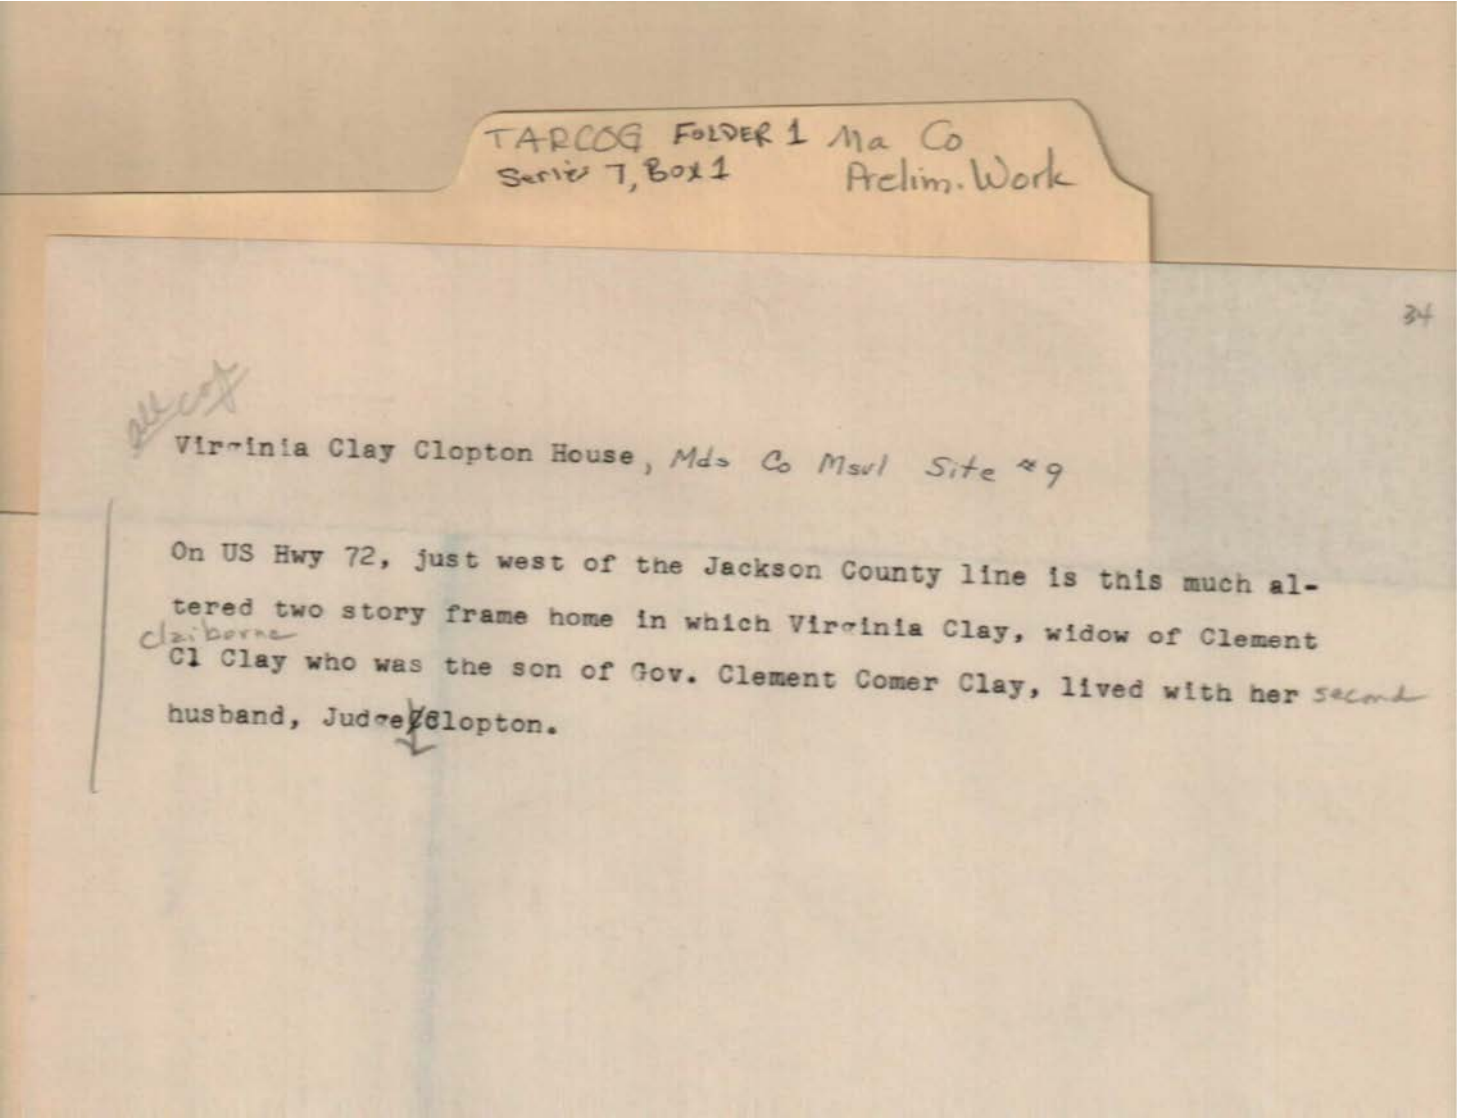 TARCOG FOLDER 1 Ma Co
Series 7, Box 1 Prelim. Work
34
Virginia Clay Clopton House, Mds Co Msvl Site #9
On US Hwy 72, just west of the Jackson County line is this much al-
tered two story frame home in which Virginia Clay, widow of Clement
Claiborne
Cl Clay who was the son of Gov. Clement Comer Clay, lived with her second
husband, Judge Clopton.